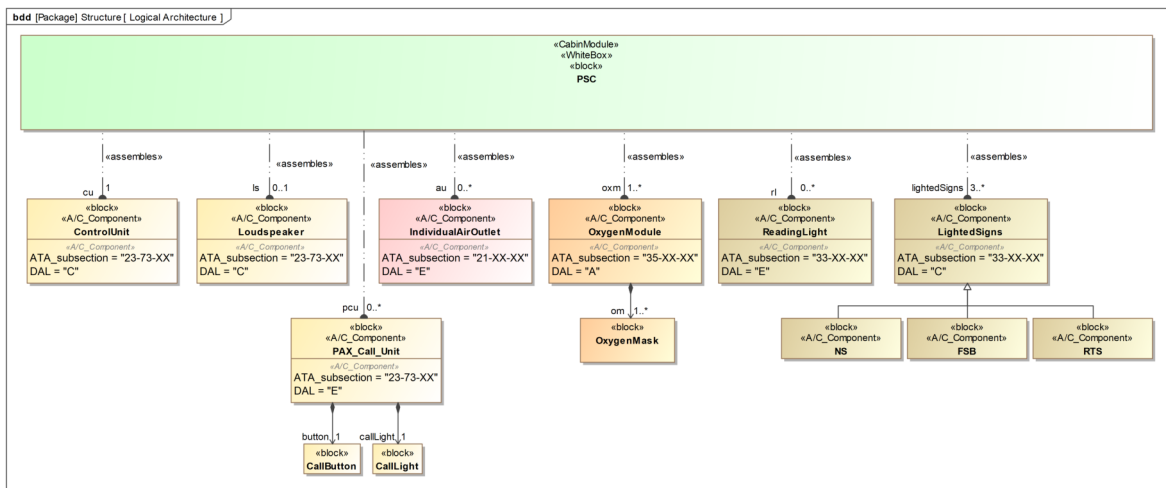 bdd [Package] Structure [ Logical Architecture ]
«CabinModule»
«WhiteBox»
«block»
PSC
«assembles»
«assembles»
«assembles»
«assembles»
«assembles»
«assembles»
«assembles»
cu 1
ls 0..1
au 0..*
oxm 1..*
rl 0..*
lightedSigns 3..*
«block»
«A/C_Component»
ControlUnit
«A/C_Component»
ATA_subsection = "23-73-XX"
DAL = "C"
«block»
«A/C_Component»
Loudspeaker
«A/C_Component»
ATA_subsection = "23-73-XX"
DAL = "C"
«block»
«A/C_Component»
IndividualAirOutlet
«A/C_Component»
ATA_subsection = "21-XX-XX"
DAL = "E"
«block»
«A/C_Component»
OxygenModule
«A/C_Component»
ATA_subsection = "35-XX-XX"
DAL = "A"
«block»
«A/C_Component»
ReadingLight
«A/C_Component»
ATA_subsection = "33-XX-XX"
DAL = "E"
«block»
«A/C_Component»
LightedSigns
«A/C_Component»
ATA_subsection = "33-XX-XX"
DAL = "C"
pcu 0..*
«block»
«A/C_Component»
PAX_Call_Unit
«A/C_Component»
ATA_subsection = "23-73-XX"
DAL = "E"
om 1..*
«block»
OxygenMask
«block»
«A/C_Component»
NS
«block»
«A/C_Component»
FSB
«block»
«A/C_Component»
RTS
button 1
callLight 1
«block»
CallButton
«block»
CallLight